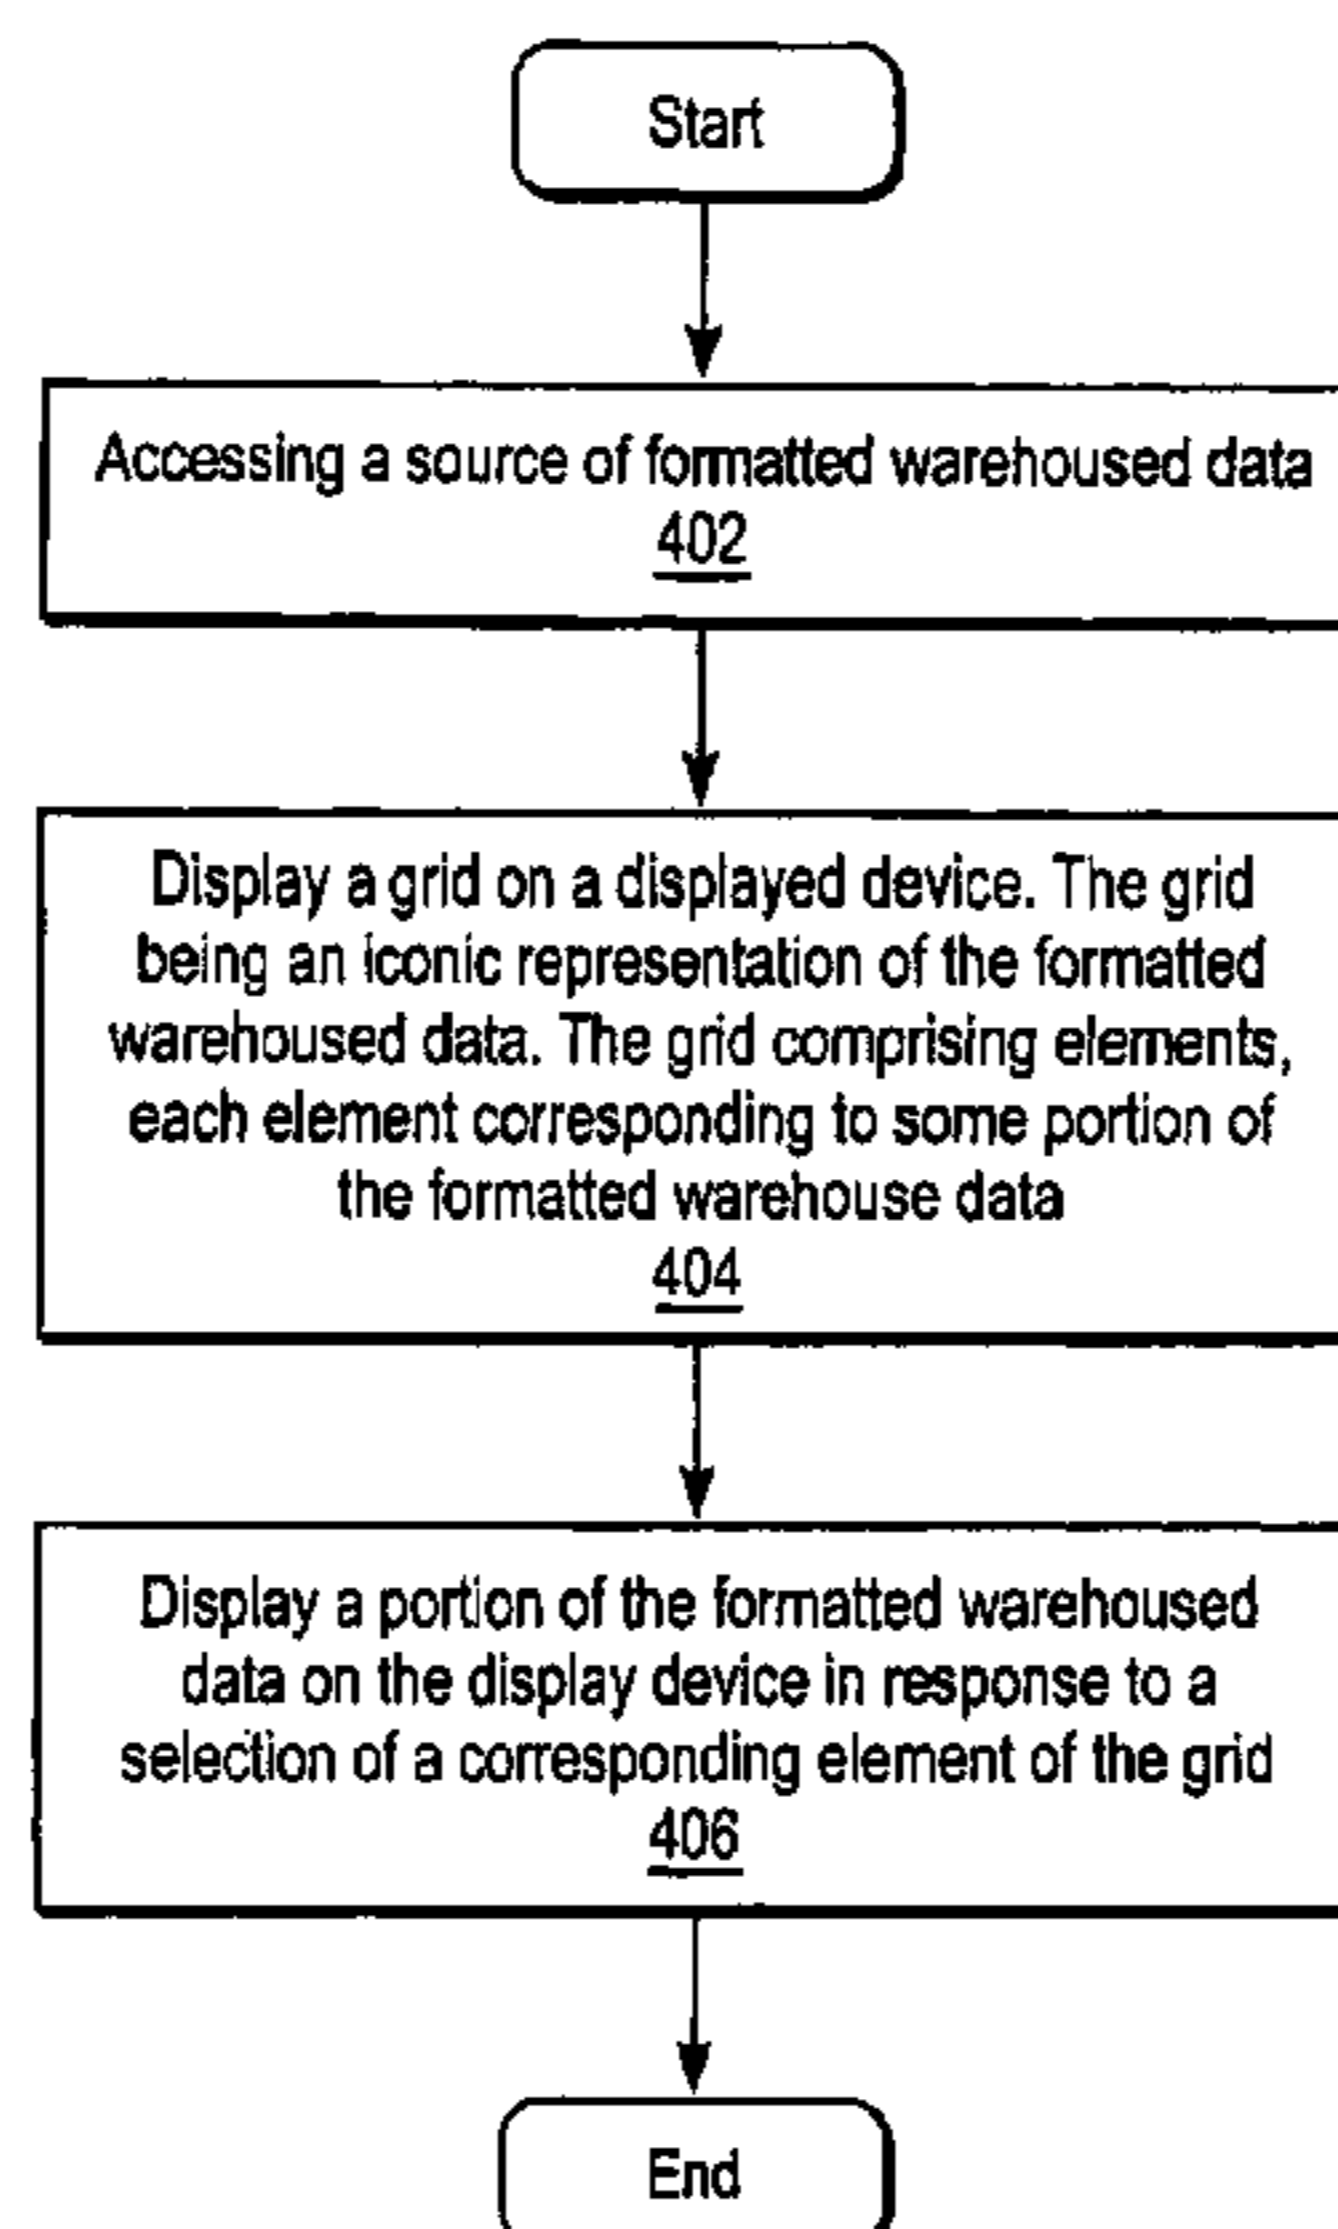 Start
Accessing a source of formatted warehoused data
402
Display a grid on a displayed device. The grid
being an iconic representation of the formatted
warehoused data. The grid comprising elements,
each element corresponding to some portion of
the formatted warehouse data
404
Display a portion of the formatted warehoused
data on the display device in response to a
selection of a corresponding element of the grid
406
End